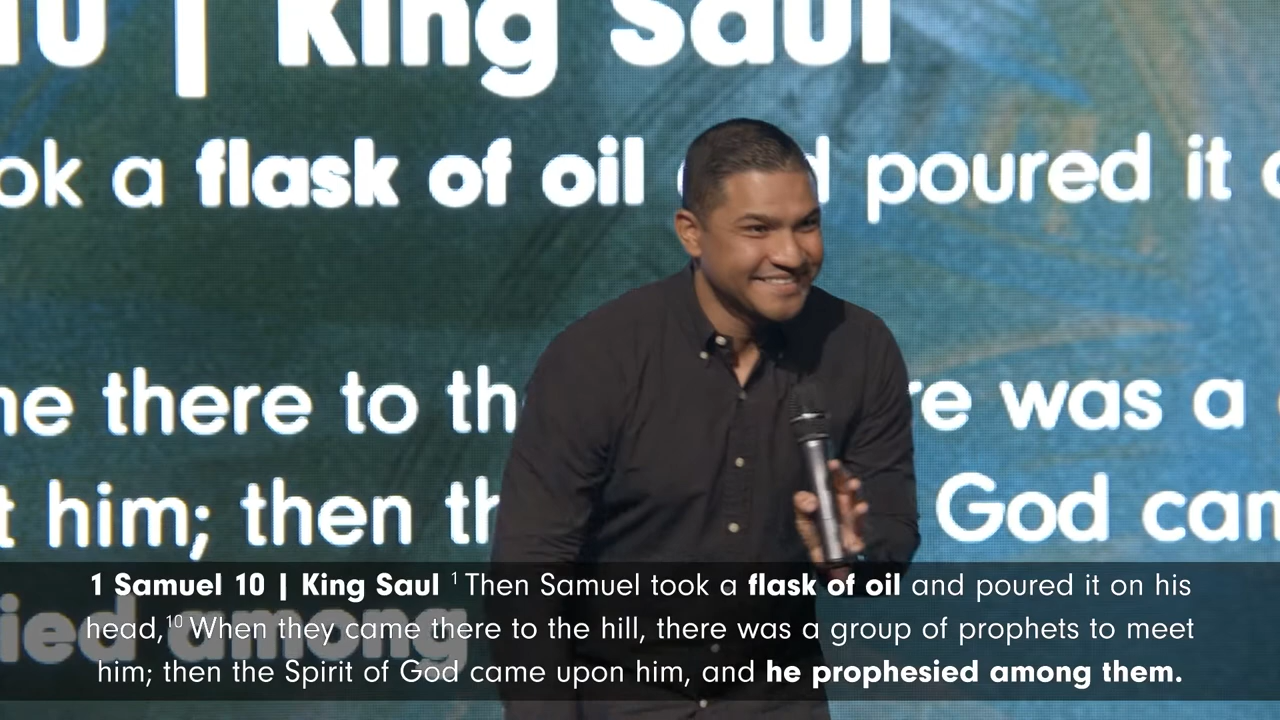 10 | King Saul
ok a flask of oil d poured it
me there to th re was a
t him; then th God cam
1 Samuel 10 | King Saul ¹ Then Samuel took a flask of oil and poured it on his
ied among
head,¹⁰ When they came there to the hill, there was a group of prophets to meet
him; then the Spirit of God came upon him, and he prophesied among them.